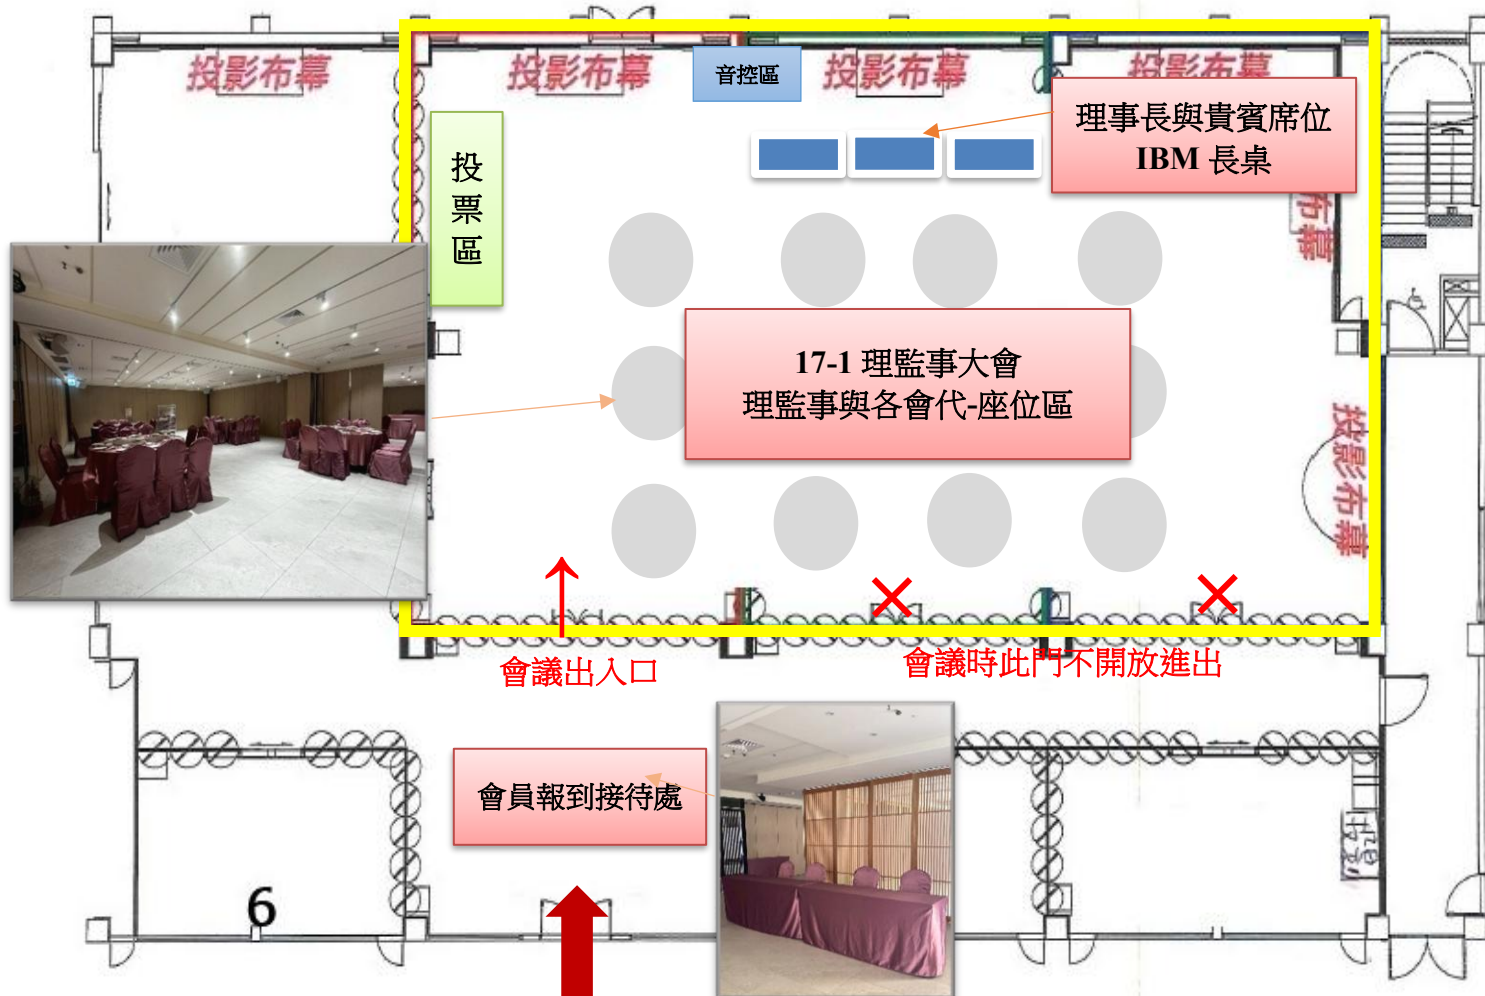 投影布幕
投影布幕
音控區
投影布幕
投影布幕
理事長與貴賓席位
IBM 長桌
投
票
區
布幕
17-1 理監事大會
理監事與各會代-座位區
投影布幕
會議出入口
會議時此門不開放進出
會員報到接待處
6